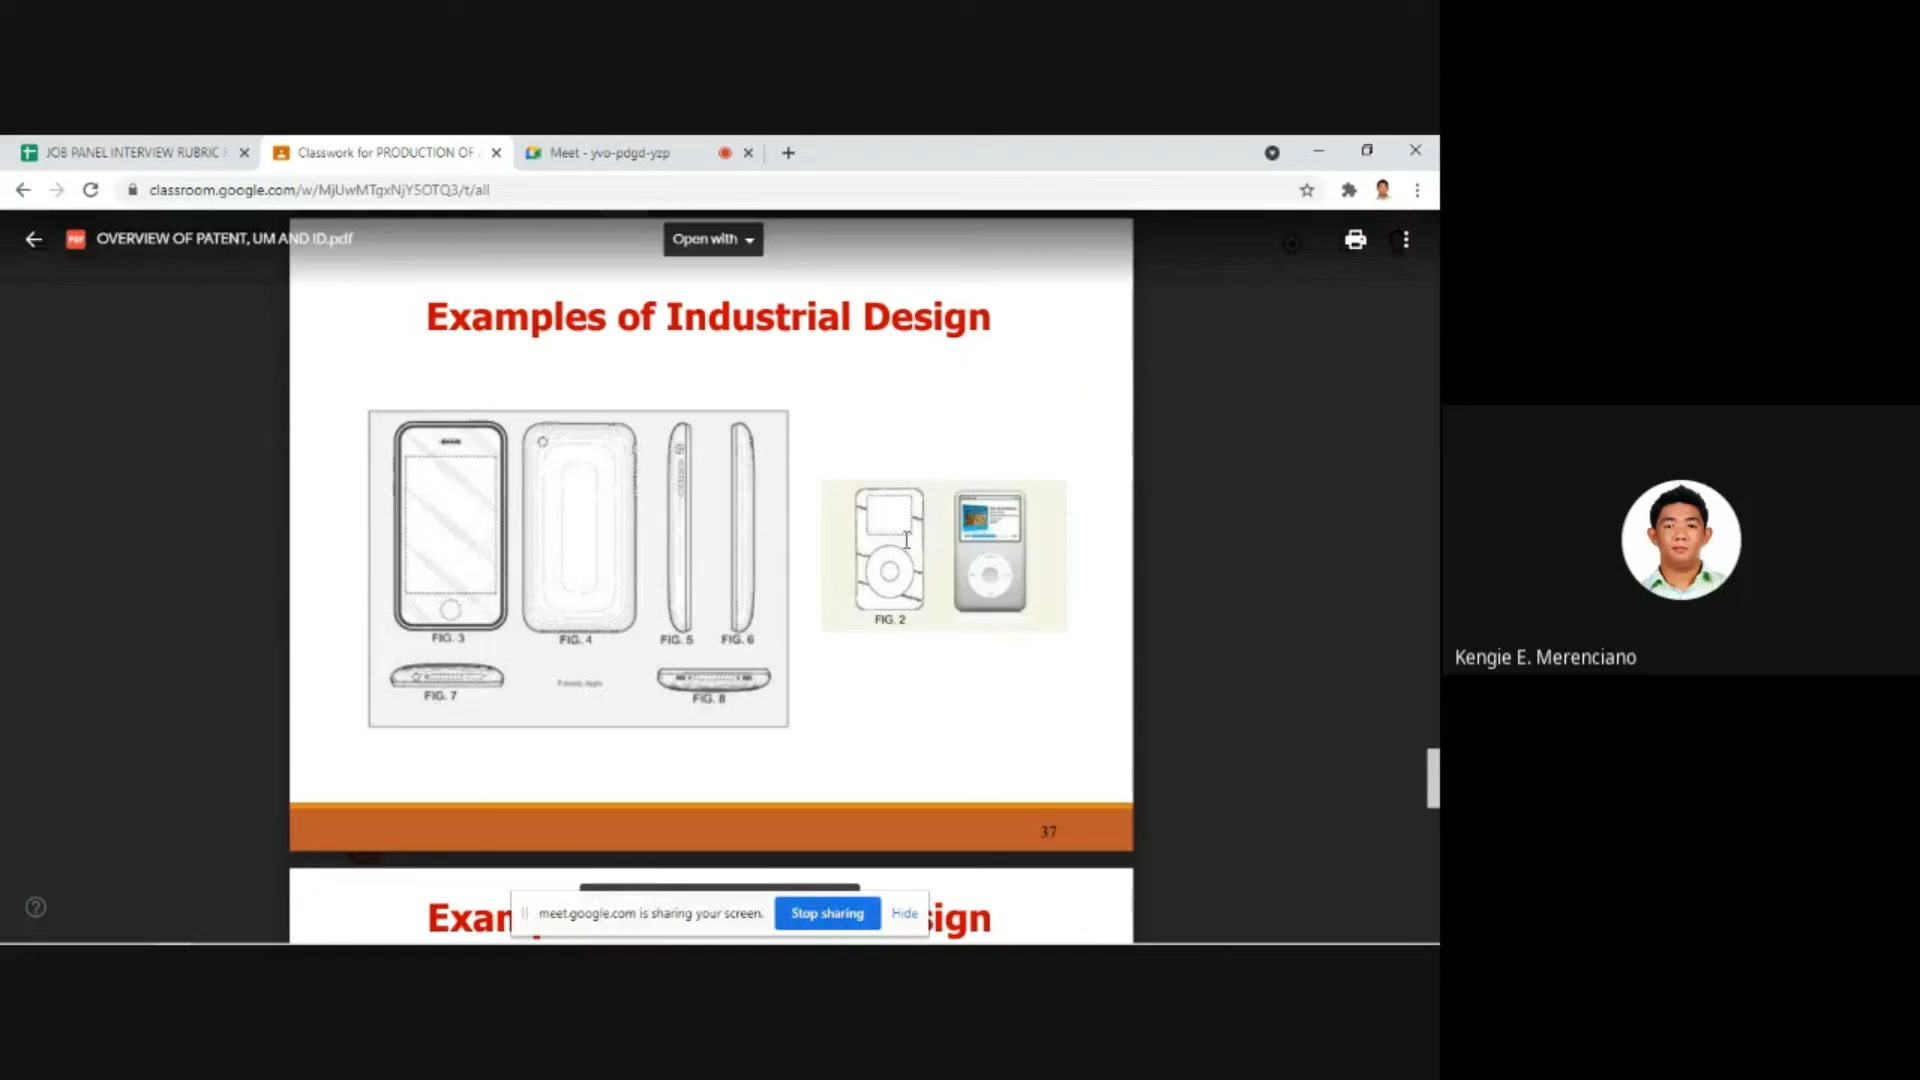 JOB PANEL INTERVIEW RUBRIC
Classwork for PRODUCTION OF
Meet - yvo-pdgd-yzp
classroom.google.com/w/MjUwMTgxNjY5OTQ3/t/all
PDF
OVERVIEW OF PATENT, UM AND ID.pdf
Open with
Examples of Industrial Design
FIG. 3
FIG. 4
FIG. 5
FIG. 6
FIG. 7
FIG. 8
FIG. 2
37
Kengie E. Merenciano
Exam
sign
meet.google.com is sharing your screen.
Stop sharing
Hide